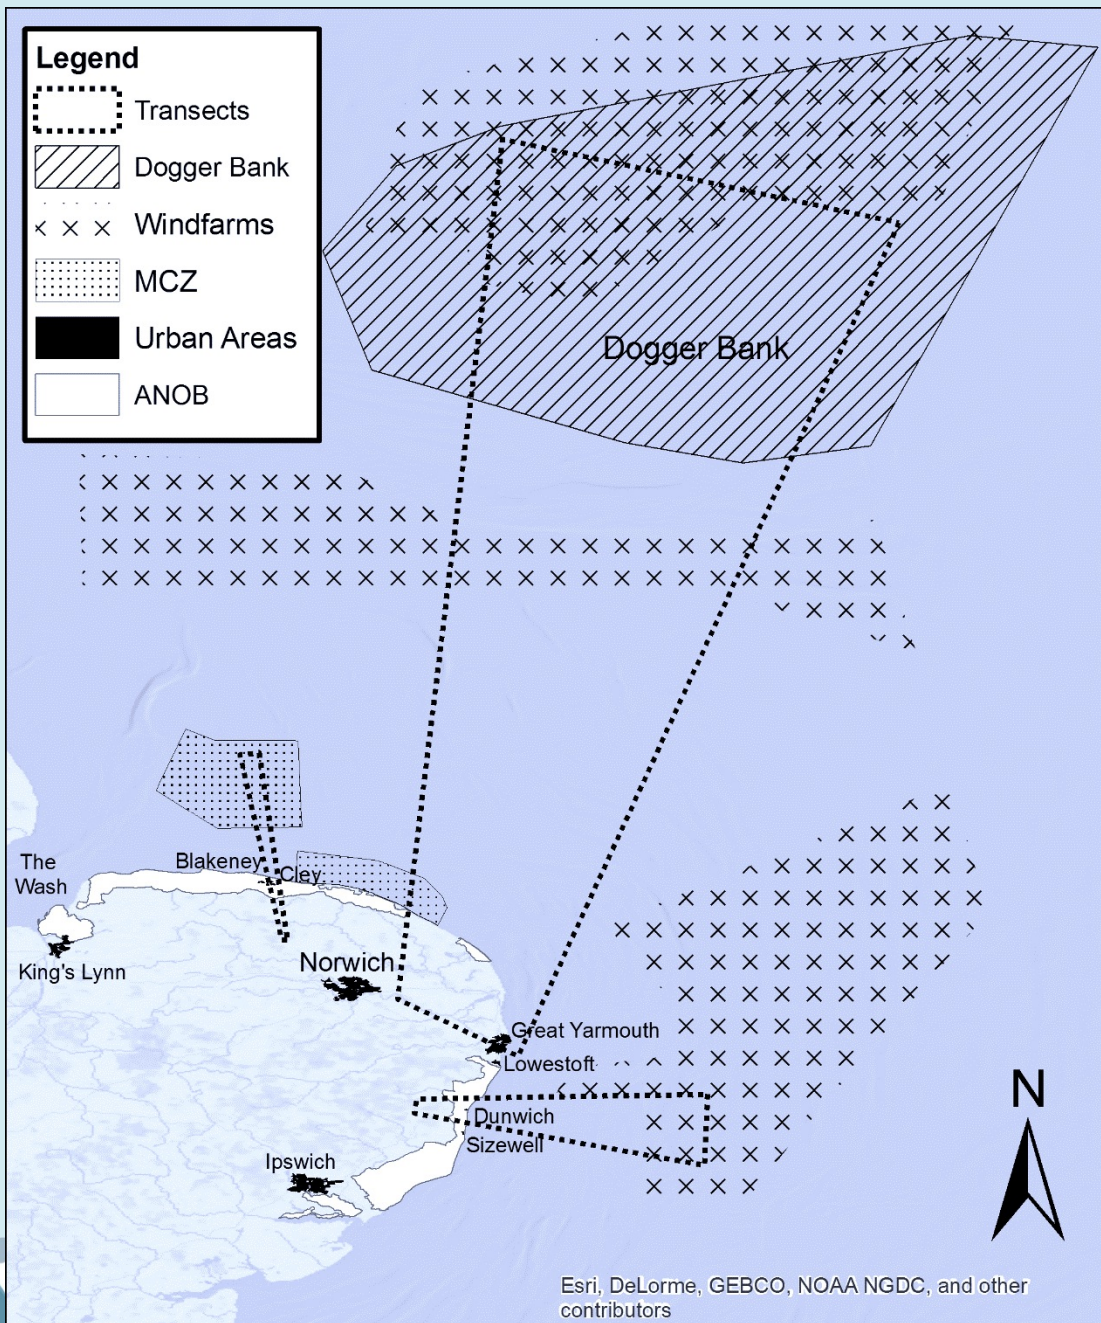 Legend
Transects
Dogger Bank
Windfarms
MCZ
Urban Areas
ANOB
Dogger Bank
The
Wash
Blakeney
Cley
King's Lynn
Norwich
Great Yarmouth
Lowestoft
Dunwich
Sizewell
Ipswich
N
Esri, DeLorme, GEBCO, NOAA NGDC, and other
contributors